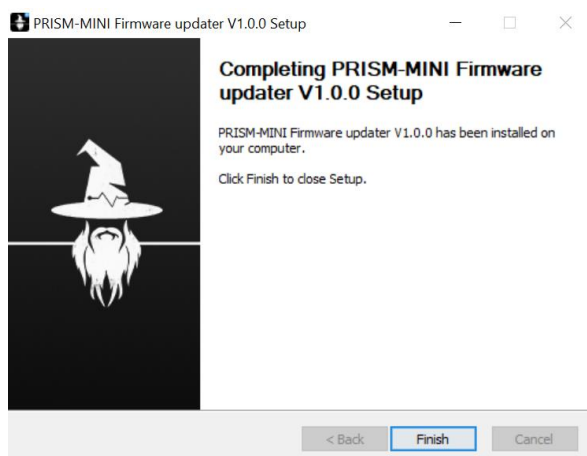 PRISM-MINI Firmware updater V1.0.0 Setup
Completing PRISM-MINI Firmware
updater V1.0.0 Setup
PRISM-MINI Firmware updater V1.0.0 has been installed on
your computer.
Click Finish to close Setup.
< Back Finish Cancel